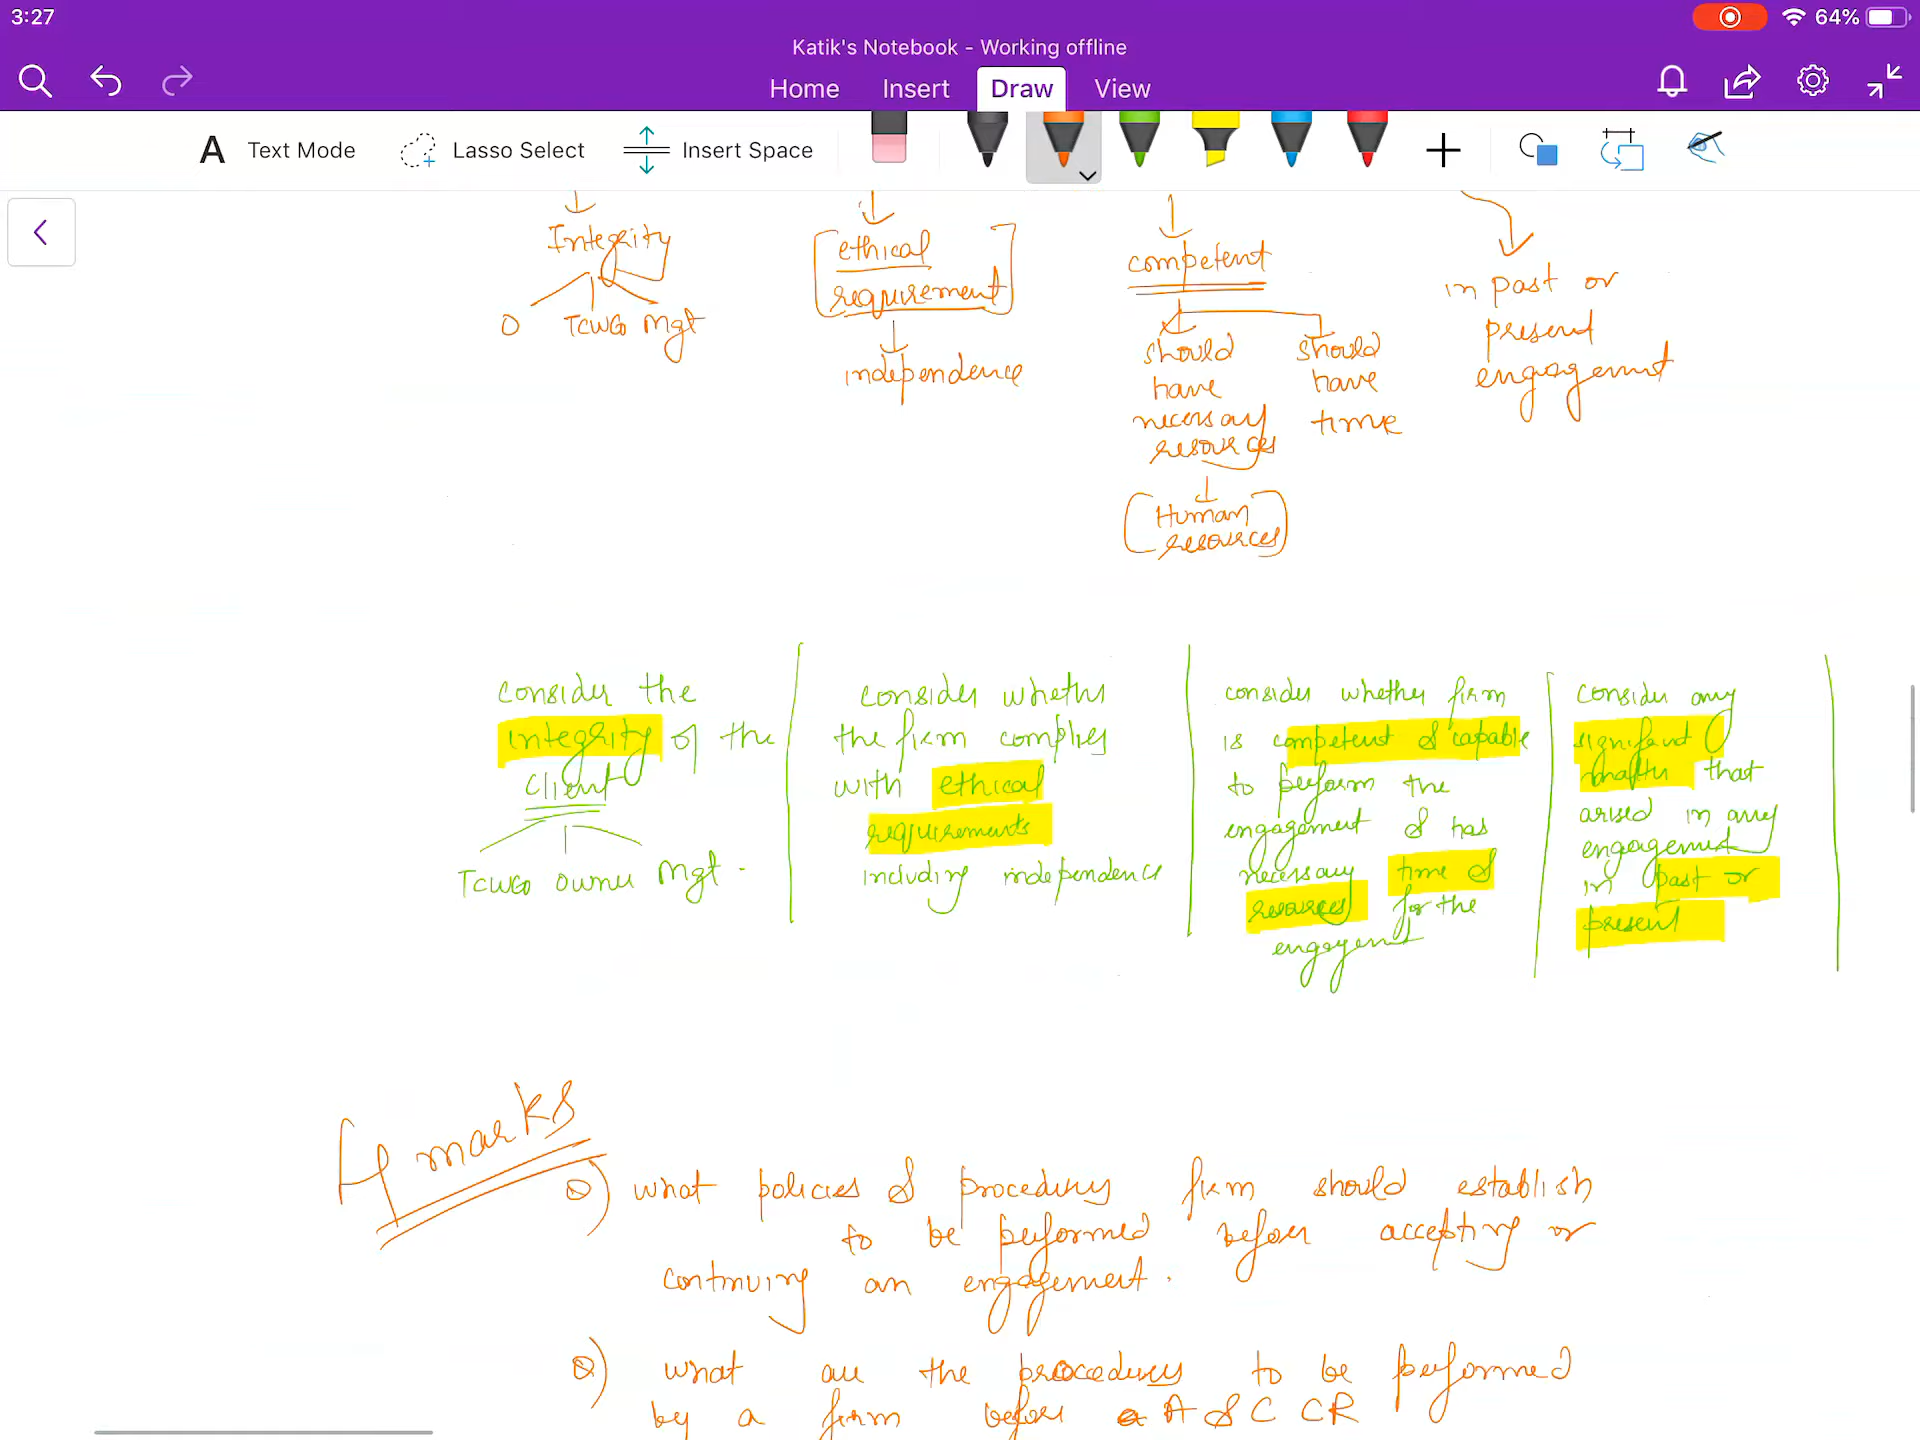 3:27
64%
Katik's Notebook - Working offline
Home Insert Draw View
A Text Mode Lasso Select Insert Space
Integrity
O TCWG Mgt
ethical
requirement
independence
competent
should
have
necessary
resources
should
have
time
Human
resources
in past or
present
engagement
consider the
integrity of the
client
TCWG owner Mgt.
consider whether
the firm complies
with ethical
requirements
including independence
consider whether firm
is competent & capable
to perform the
engagement & has
necessary time &
resources for the
engagement
consider any
significant
matter that
arised in any
engagement
in past or
present
4 marks
Q) what policies & procedures firm should establish
to be performed before accepting or
continuing an engagement.
Q) what are the procedures to be performed
by a firm before A & C CR